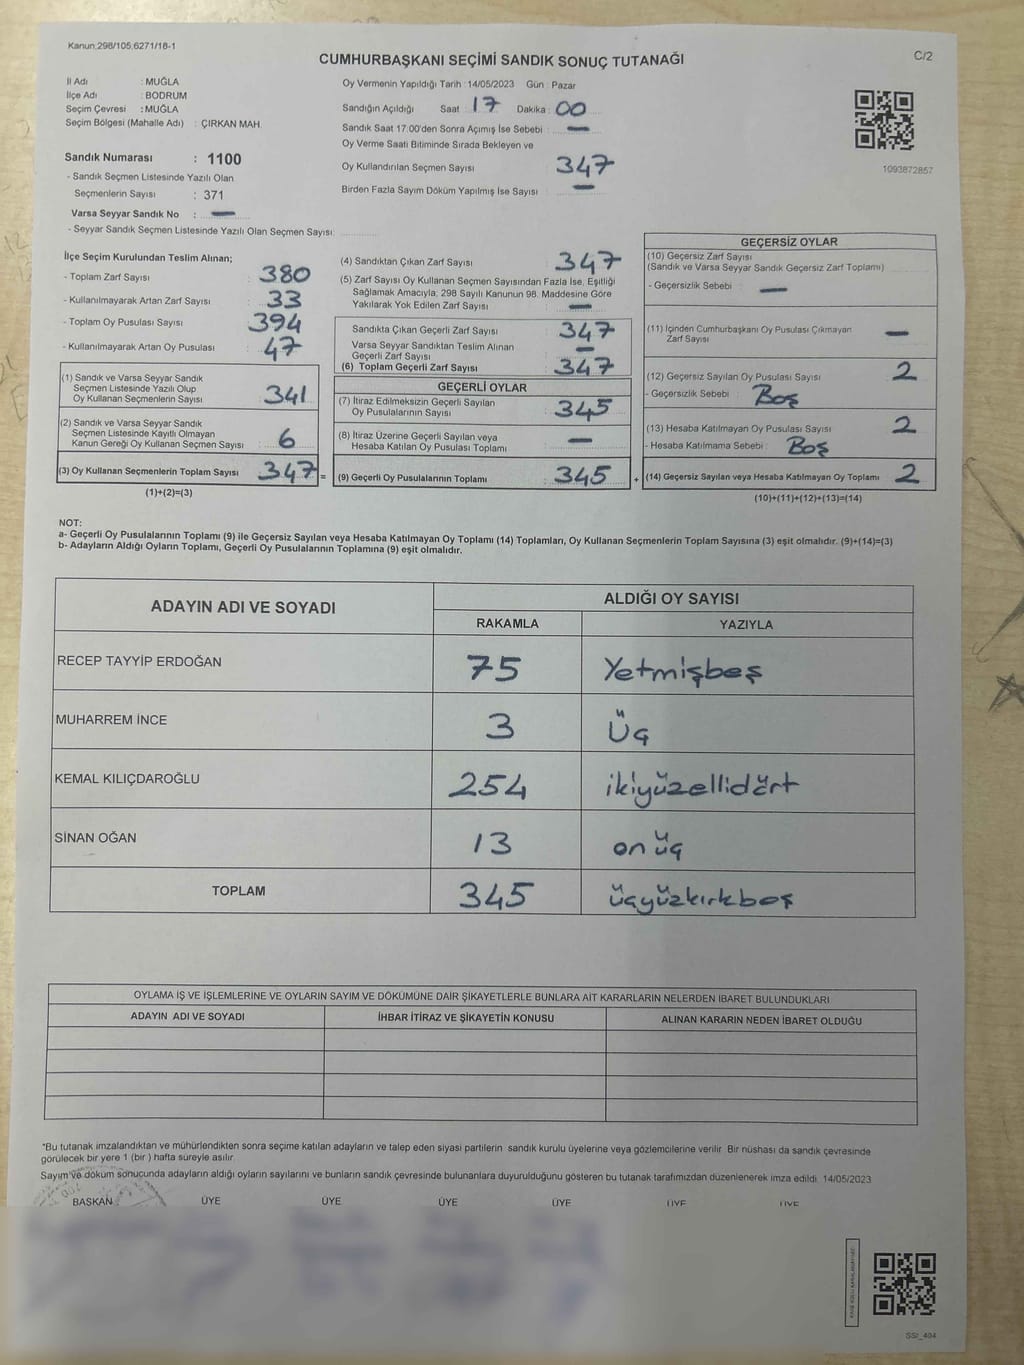 Kanun;298/105;6271/18-1
C/2
CUMHURBAŞKANI SEÇİMİ SANDIK SONUÇ TUTANAĞI
İl Adı : MUĞLA
İlçe Adı : BODRUM
Seçim Çevresi : MUĞLA
Seçim Bölgesi (Mahalle Adı) : ÇIRKAN MAH.
Sandık Numarası : 1100
- Sandık Seçmen Listesinde Yazılı Olan
Seçmenlerin Sayısı : 371
Varsa Seyyar Sandık No : —
- Seyyar Sandık Seçmen Listesinde Yazılı Olan Seçmen Sayısı:
Oy Vermenin Yapıldığı Tarih :14/05/2023 Gün : Pazar
Sandığın Açıldığı Saat : 17 Dakika : 00
Sandık Saat 17:00'den Sonra Açımış İse Sebebi : —
Oy Verme Saati Bitiminde Sırada Bekleyen ve
Oy Kullandırılan Seçmen Sayısı : 347
Birden Fazla Sayım Döküm Yapılmış İse Sayısı : —
1093872857
İlçe Seçim Kurulundan Teslim Alınan;
- Toplam Zarf Sayısı : 380
- Kullanılmayarak Artan Zarf Sayısı : 33
- Toplam Oy Pusulası Sayısı : 394
- Kullanılmayarak Artan Oy Pusulası : 47
(1) Sandık ve Varsa Seyyar Sandık
Seçmen Listesinde Yazılı Olup
Oy Kullanan Seçmenlerin Sayısı : 341
(2) Sandık ve Varsa Seyyar Sandık
Seçmen Listesinde Kayıtlı Olmayan
Kanun Gereği Oy Kullanan Seçmen Sayısı : 6
(3) Oy Kullanan Seçmenlerin Toplam Sayısı : 347 =
(1)+(2)=(3)
(4) Sandıktan Çıkan Zarf Sayısı : 347
(5) Zarf Sayısı Oy Kullanan Seçmen Sayısından Fazla İse, Eşitliği
Sağlamak Amacıyla; 298 Sayılı Kanunun 98. Maddesine Göre
Yakılarak Yok Edilen Zarf Sayısı : —
Sandıkta Çıkan Geçerli Zarf Sayısı : 347
Varsa Seyyar Sandıktan Teslim Alınan
Geçerli Zarf Sayısı : —
(6) Toplam Geçerli Zarf Sayısı : 347
GEÇERLİ OYLAR
(7) İtiraz Edilmeksizin Geçerli Sayılan
Oy Pusulalarının Sayısı : 345
(8) İtiraz Üzerine Geçerli Sayılan veya
Hesaba Katılan Oy Pusulası Toplamı : —
(9) Geçerli Oy Pusulalarının Toplamı : 345 +
GEÇERSİZ OYLAR
(10) Geçersiz Zarf Sayısı
(Sandık ve Varsa Seyyar Sandık Geçersiz Zarf Toplamı)
- Geçersizlik Sebebi : —
(11) İçinden Cumhurbaşkanı Oy Pusulası Çıkmayan
Zarf Sayısı : —
(12) Geçersiz Sayılan Oy Pusulası Sayısı : 2
- Geçersizlik Sebebi : Boş
(13) Hesaba Katılmayan Oy Pusulası Sayısı : 2
- Hesaba Katılmama Sebebi : Boş
(14) Geçersiz Sayılan veya Hesaba Katılmayan Oy Toplamı : 2
(10)+(11)+(12)+(13)=(14)
NOT:
a- Geçerli Oy Pusulalarının Toplamı (9) ile Geçersiz Sayılan veya Hesaba Katılmayan Oy Toplamı (14) Toplamları, Oy Kullanan Seçmenlerin Toplam Sayısına (3) eşit olmalıdır. (9)+(14)=(3)
b- Adayların Aldığı Oyların Toplamı, Geçerli Oy Pusulalarının Toplamına (9) eşit olmalıdır.
ADAYIN ADI VE SOYADI ALDIĞI OY SAYISI
RAKAMLA YAZIYLA
RECEP TAYYİP ERDOĞAN 75 Yetmişbeş
MUHARREM İNCE 3 Üç
KEMAL KILIÇDAROĞLU 254 ikiyüzellidört
SİNAN OĞAN 13 on üç
TOPLAM 345 üçyüzkırkbeş
OYLAMA İŞ VE İŞLEMLERİNE VE OYLARIN SAYIM VE DÖKÜMÜNE DAİR ŞİKAYETLERLE BUNLARA AİT KARARLARIN NELERDEN İBARET BULUNDUKLARI
ADAYIN ADI VE SOYADI İHBAR İTİRAZ VE ŞİKAYETİN KONUSU ALINAN KARARIN NEDEN İBARET OLDUĞU
*Bu tutanak imzalandıktan ve mühürlendikten sonra seçime katılan adayların ve talep eden siyasi partilerin sandık kurulu üyelerine veya gözlemcilerine verilir. Bir nüshası da sandık çevresinde
görülecek bir yere 1 (bir ) hafta süreyle asılır.
Sayım ve döküm sonucunda adayların aldığı oyların sayılarını ve bunların sandık çevresinde bulunanlara duyurulduğunu gösteren bu tutanak tarafımızdan düzenlenerek imza edildi. 14/05/2023
BAŞKAN ÜYE ÜYE ÜYE ÜYE ÜYE ÜYE
SSI_404